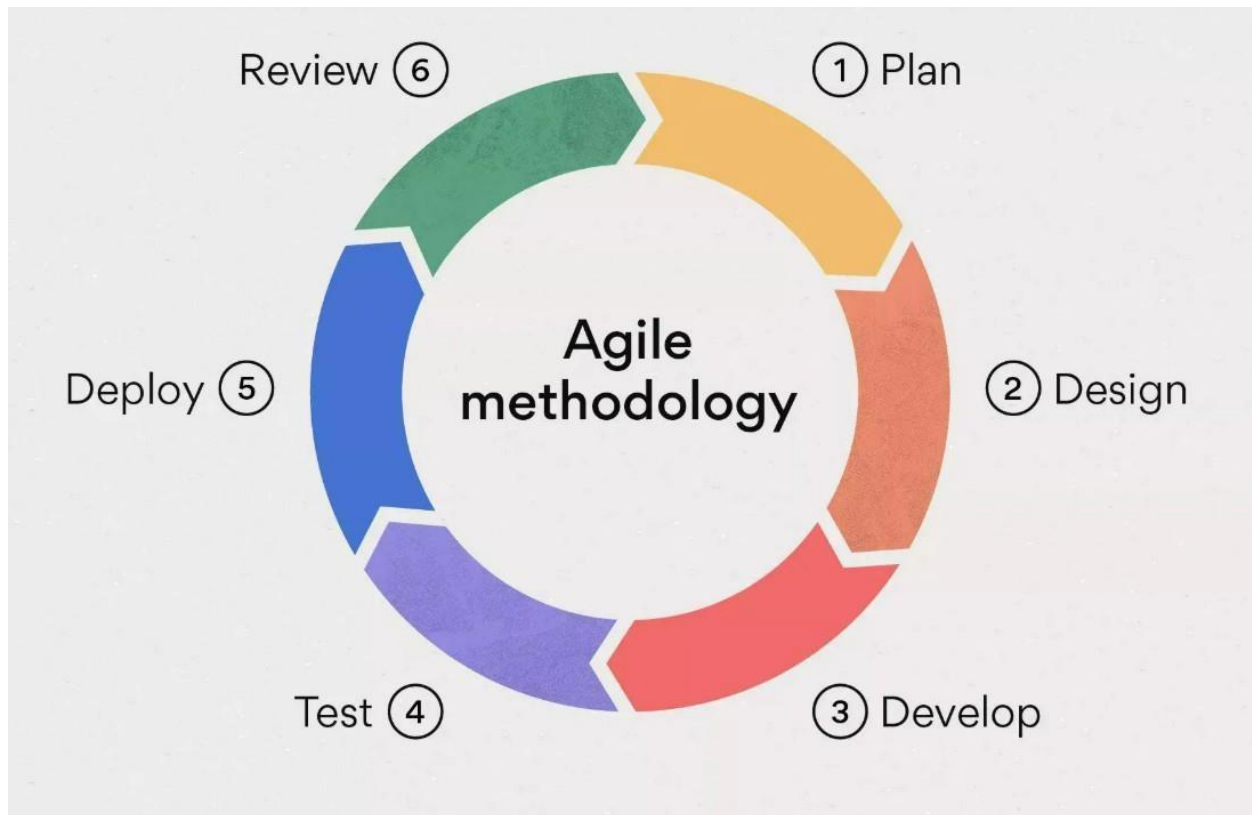 Review 6
1 Plan
Agile
methodology
Deploy 5
2 Design
Test 4
3 Develop